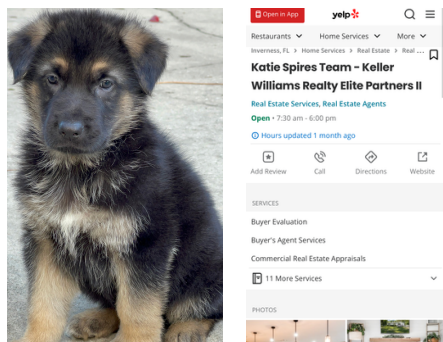 Open in App
yelp
Restaurants Home Services More
Inverness, FL > Home Services > Real Estate > Real ...
Katie Spires Team - Keller
Williams Realty Elite Partners II
Real Estate Services, Real Estate Agents
Open • 7:30 am - 6:00 pm
Hours updated 1 month ago
Add Review Call Directions Website
SERVICES
Buyer Evaluation
Buyer's Agent Services
Commercial Real Estate Appraisals
11 More Services
PHOTOS